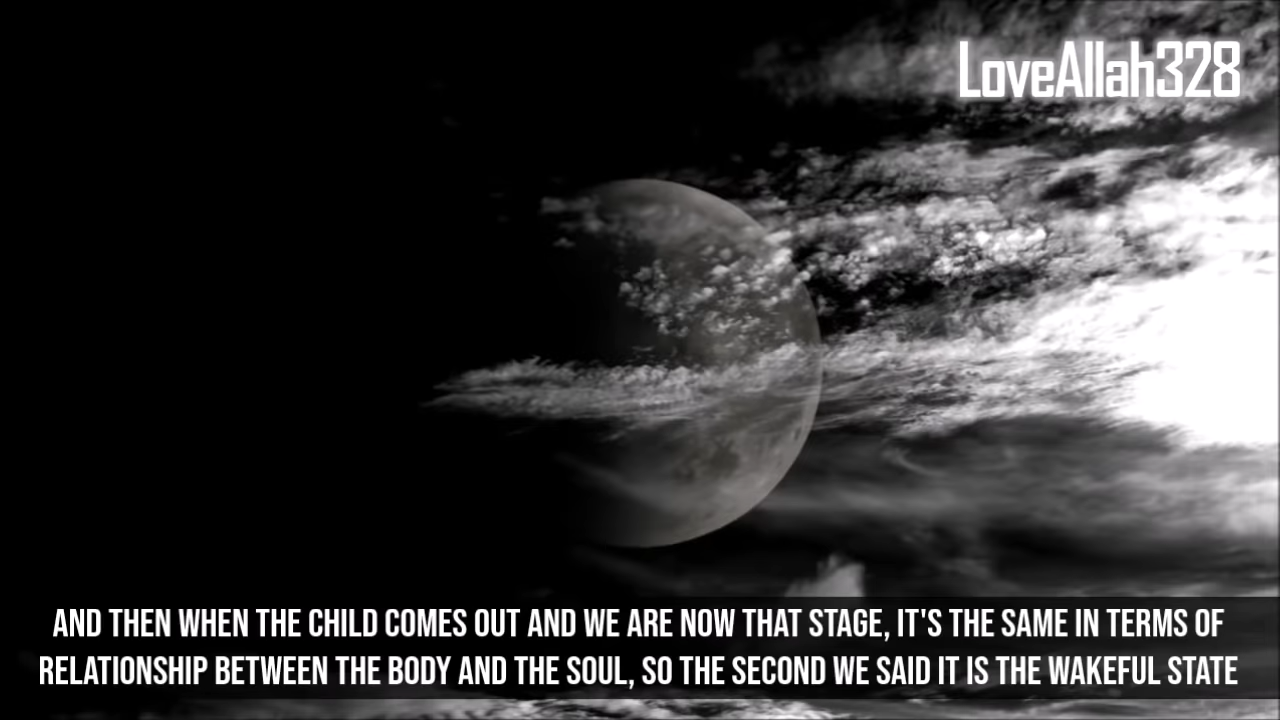 LoveAllah328
AND THEN WHEN THE CHILD COMES OUT AND WE ARE NOW THAT STAGE, IT'S THE SAME IN TERMS OF
RELATIONSHIP BETWEEN THE BODY AND THE SOUL, SO THE SECOND WE SAID IT IS THE WAKEFUL STATE